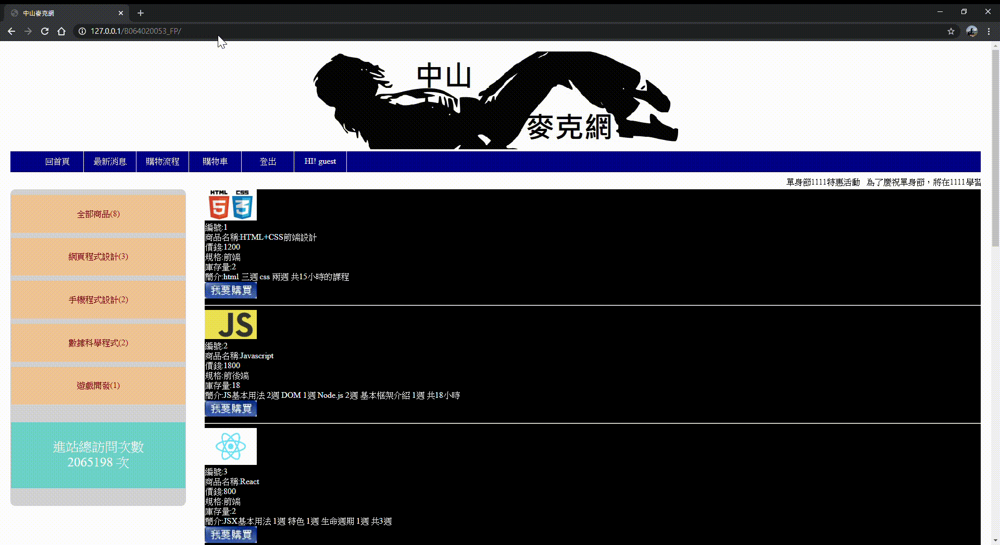 中山麥克網
127.0.0.1/B064020053_FP/
中山
麥克網
回首頁
最新消息
購物流程
購物車
登出
HI! guest
單身節1111特惠活動 為了慶祝單身節，將在1111學習
全部商品(8)
網頁程式設計(3)
手機程式設計(2)
數據科學程式(2)
遊戲開發(1)
進站總訪問次數
2065198 次
HTML CSS
5 3
編號:1
商品名稱:HTML+CSS前端設計
價錢:1200
規格:前端
庫存量:2
簡介:html 三週 css 兩週 共15小時的課程
我要購買
JS
編號:2
商品名稱:Javascript
價錢:1800
規格:前後端
庫存量:18
簡介:JS基本用法 2週 DOM 1週 Node.js 2週 基本框架介紹 1週 共18小時
我要購買
編號:3
商品名稱:React
價錢:800
規格:前端
庫存量:2
簡介:JSX基本用法 1週 特色 1週 生命週期 1週 共3週
我要購買